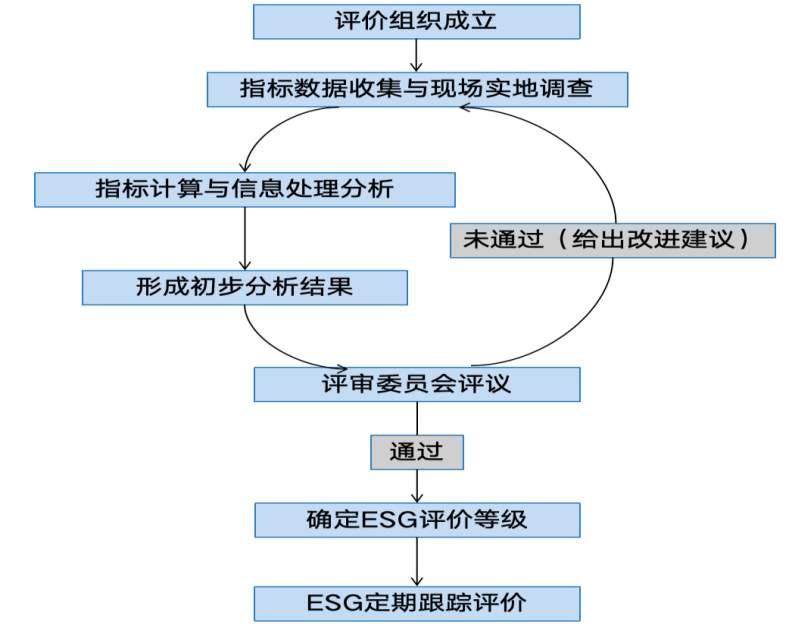 评价组织成立
指标数据收集与现场实地调查
指标计算与信息处理分析
未通过（给出改进建议）
形成初步分析结果
评审委员会评议
通过
确定ESG评价等级
ESG定期跟踪评价